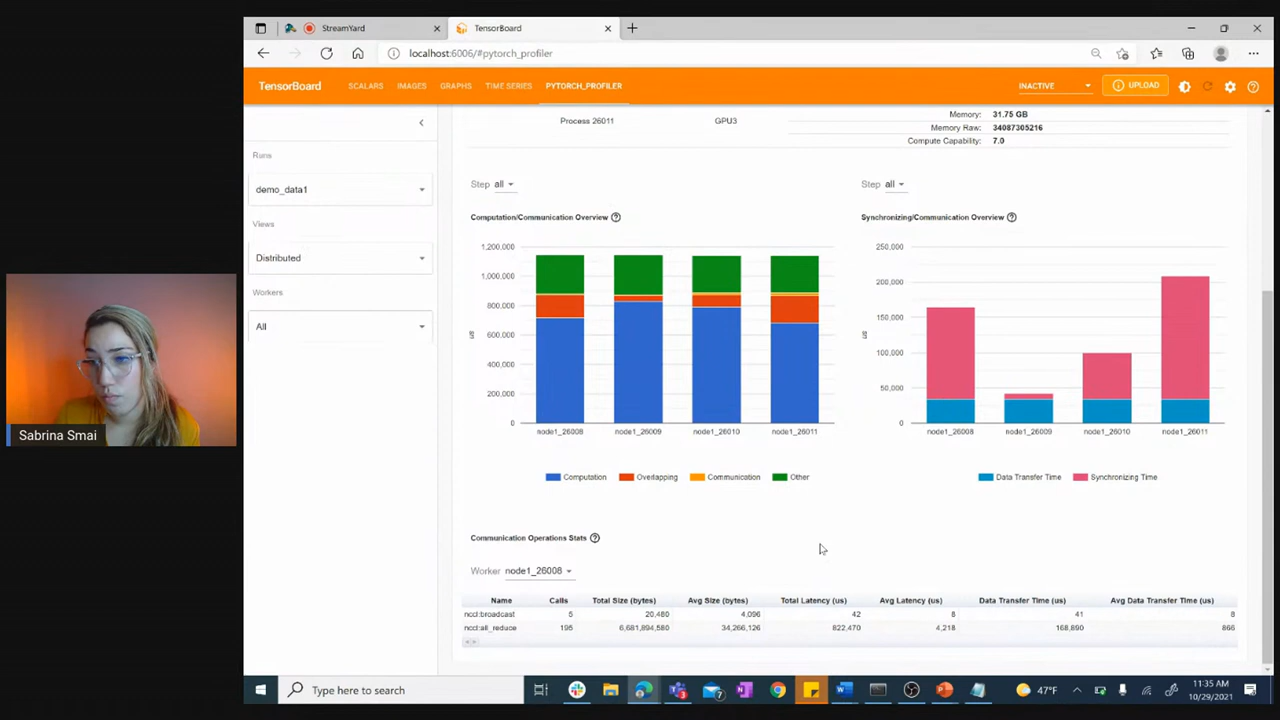 StreamYard
TensorBoard
localhost:6006/#pytorch_profiler
TensorBoard SCALARS IMAGES GRAPHS TIME SERIES PYTORCH_PROFILER INACTIVE UPLOAD
Runs
demo_data1
Views
Distributed
Workers
All
Memory: 31.75 GB
Process 26011 GPU3
Memory Raw: 34087305216
Compute Capability: 7.0
Step all
Computation/Communication Overview
1,200,000
1,000,000
800,000
600,000
400,000
200,000
0
us
node1_26008 node1_26009 node1_26010 node1_26011
Computation Overlapping Communication Other
Step all
Synchronizing/Communication Overview
250,000
200,000
150,000
100,000
50,000
0
us
node1_26008 node1_26009 node1_26010 node1_26011
Data Transfer Time Synchronizing Time
Communication Operations Stats
Worker node1_26008
Name Calls Total Size (bytes) Avg Size (bytes) Total Latency (us) Avg Latency (us) Data Transfer Time (us) Avg Data Transfer Time (us)
nccl:broadcast 5 20,480 4,096 42 8 41 8
nccl:all_reduce 195 6,681,894,580 34,266,126 822,470 4,218 168,890 866
Sabrina Smai
Type here to search
47°F
11:35 AM
10/29/2021